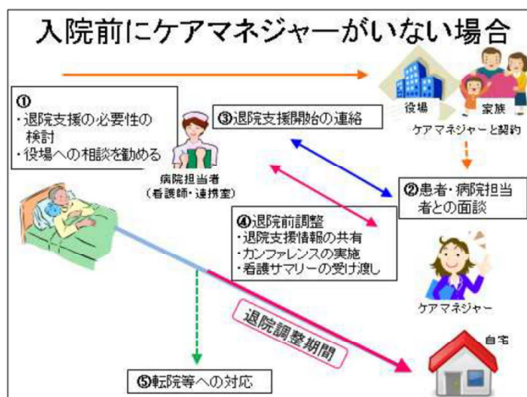 入院前にケアマネジャーがいない場合
①
・退院支援の必要性の
検討
・役場への相談を勧める
病院担当者
(看護師・連携室)
③退院支援開始の連絡
役場
家族
ケアマネジャーと契約
②患者・病院担当
者との面談
④退院前調整
・退院支援情報の共有
・カンファレンスの実施
・看護サマリーの受け渡し
ケアマネジャー
退院調整期間
自宅
⑤転院等への対応